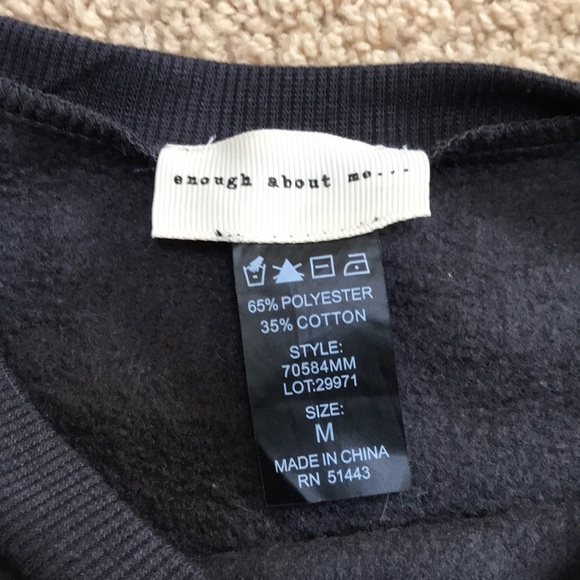 enough about me...
65% POLYESTER
35% COTTON
STYLE:
70584MM
LOT:29971
SIZE:
M
MADE IN CHINA
RN 51443